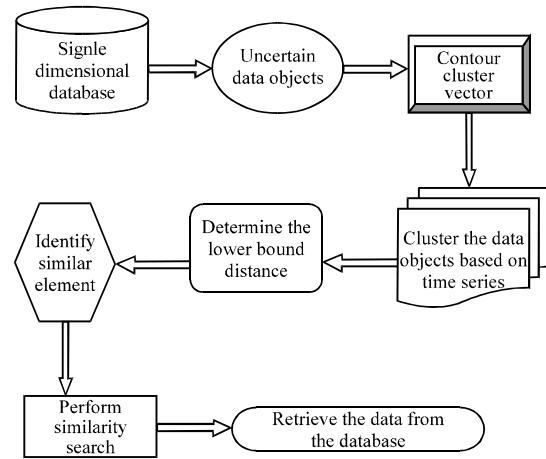 Signle
dimensional
database
Uncertain
data objects
Contour
cluster
vector
Cluster the data
objects based on
time series
Determine the
lower bound
distance
Identify
similar
element
Perform
similarity
search
Retrieve the data from
the database